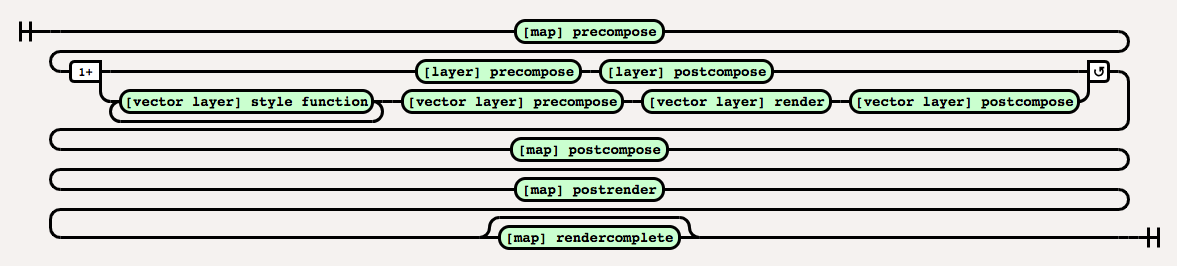 [map] precompose
1+ [layer] precompose [layer] postcompose ↺
[vector layer] style function [vector layer] precompose [vector layer] render [vector layer] postcompose
[map] postcompose
[map] postrender
[map] rendercomplete